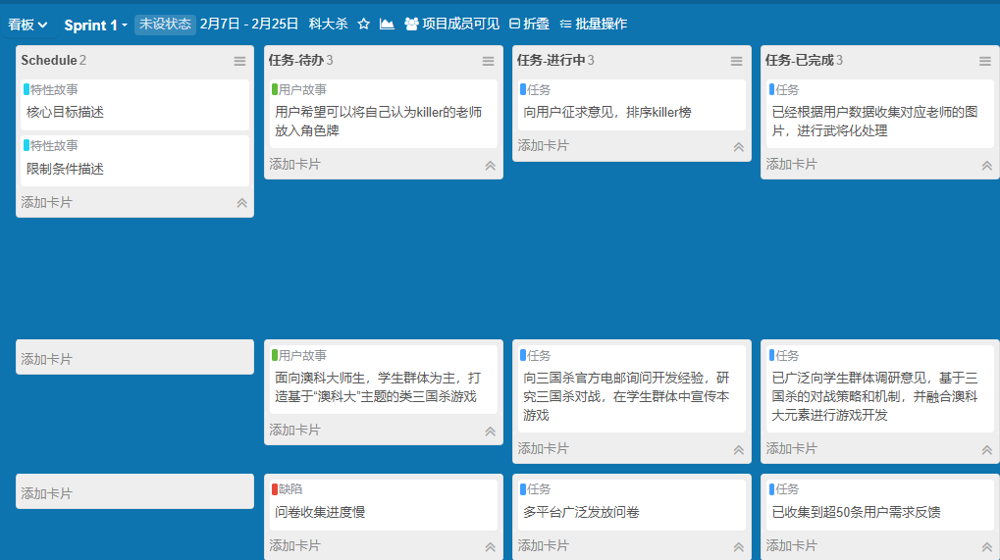 看板 Sprint 1 未设状态 2月7日 - 2月25日 科大杀 项目成员可见 折叠 批量操作
Schedule 2
特性故事
核心目标描述
特性故事
限制条件描述
添加卡片
任务-待办 3
用户故事
用户希望可以将自己认为killer的老师
放入角色牌
添加卡片
任务-进行中 3
任务
向用户征求意见，排序killer榜
添加卡片
任务-已完成 3
任务
已经根据用户数据收集对应老师的图
片，进行武将化处理
添加卡片
添加卡片
用户故事
面向澳科大师生，学生群体为主，打
造基于“澳科大”主题的类三国杀游戏
添加卡片
任务
向三国杀官方电邮询问开发经验，研
究三国杀对战，在学生群体中宣传本
游戏
添加卡片
任务
已广泛向学生群体调研意见，基于三
国杀的对战策略和机制，并融合澳科
大元素进行游戏开发
添加卡片
添加卡片
缺陷
问卷收集进度慢
添加卡片
任务
多平台广泛发放问卷
添加卡片
任务
已收集到超50条用户需求反馈
添加卡片